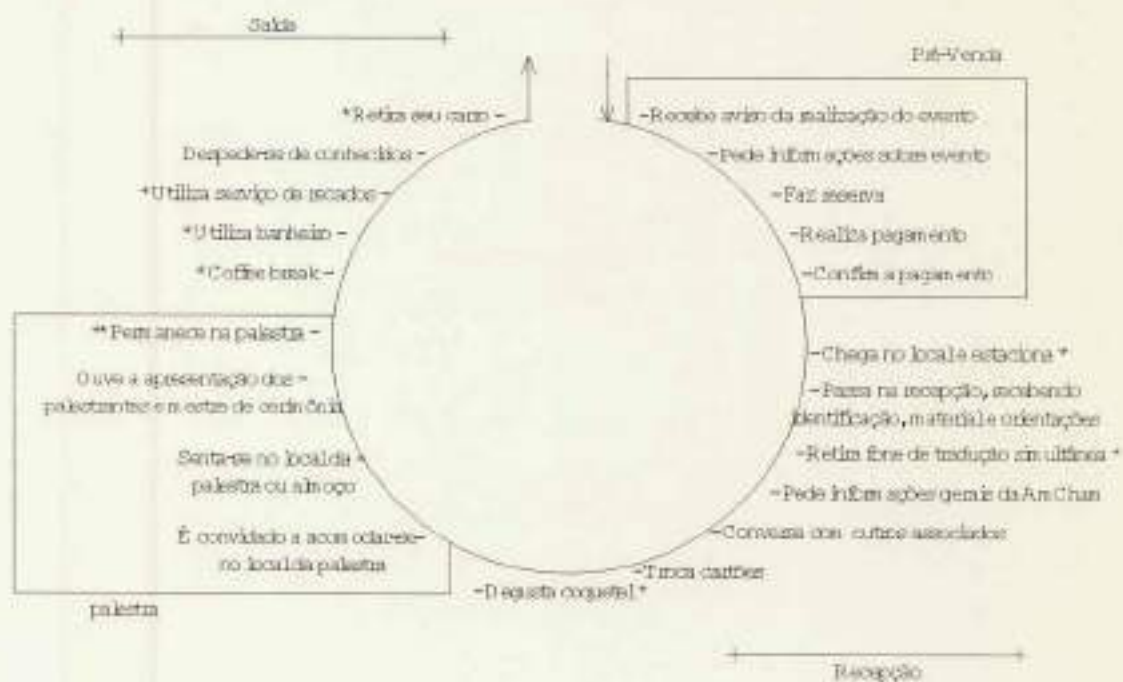 Saída
Pré-Venda
*Retira seu carro -
Despede-se de conhecidos -
*Utiliza serviço de recados -
*Utiliza banheiro -
*Coffee break -
-Recebe aviso da realização do evento
-Pede informações sobre evento
-Faz reserva
-Realiza pagamento
-Confirma pagamento
**Permanece na palestra -
Ouve a apresentação dos -
palestrantes e mestre de cerimônia
Senta-se no local da -
palestra ou almoço
É convidado a acomodar-se-
no local da palestra
palestra
-Chega no local e estaciona *
-Passa na recepção, recebendo
identificação, material e orientações
-Retira fone de tradução simultânea *
-Pede informações gerais da AmCham
-Conversa com outros associados
-Troca cartões
-Degusta coquetel *
Recepção